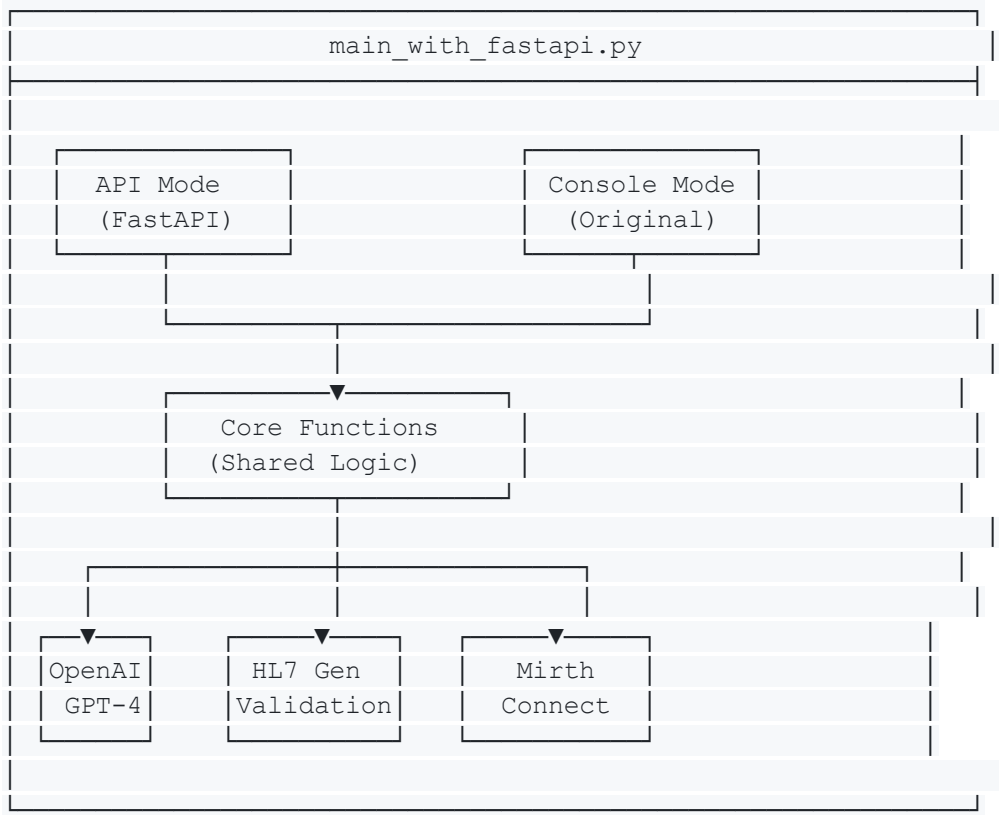 main_with_fastapi.py
API Mode Console Mode
(FastAPI) (Original)
Core Functions
(Shared Logic)
OpenAI HL7 Gen Mirth
GPT-4 Validation Connect